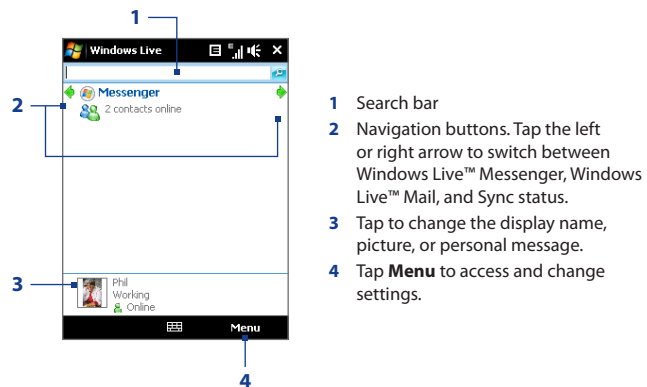 1
Windows Live
Messenger
2 contacts online
2
Phil
Working
Online
3
Menu
4
1 Search bar
2 Navigation buttons. Tap the left
or right arrow to switch between
Windows Live™ Messenger, Windows
Live™ Mail, and Sync status.
3 Tap to change the display name,
picture, or personal message.
4 Tap Menu to access and change
settings.